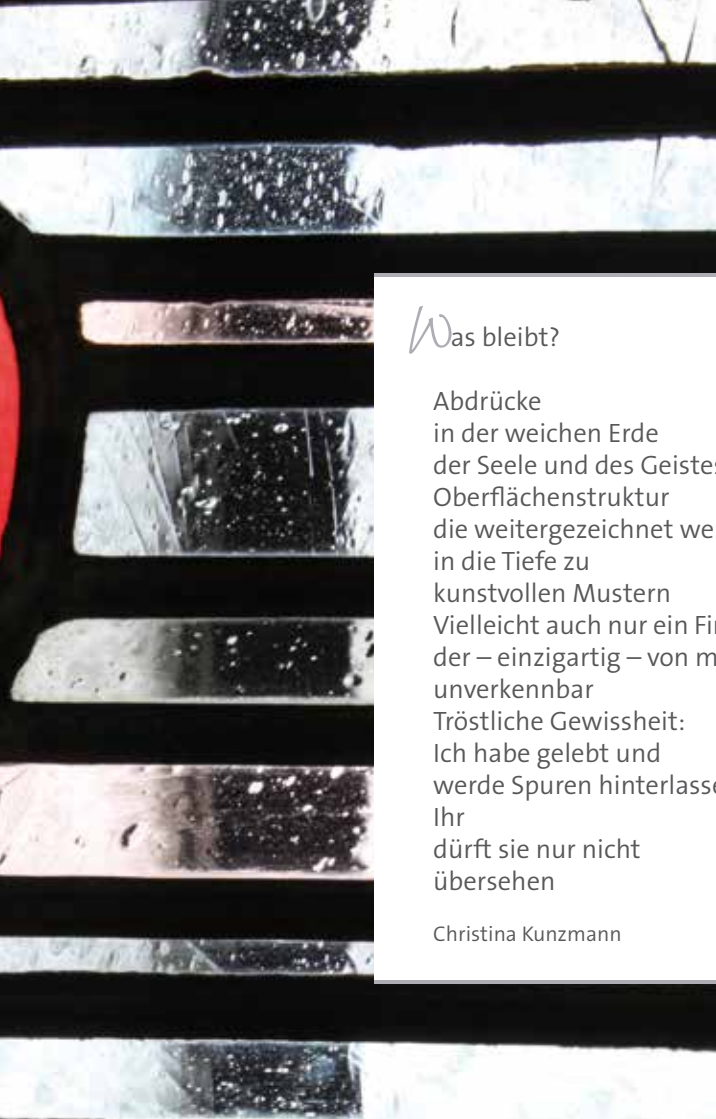 Was bleibt?
Abdrücke
in der weichen Erde
der Seele und des Geistes
Oberflächenstruktur
die weitergezeichnet
in die Tiefe zu
kunstvollen Mustern
Vielleicht auch nur ein
der – einzigartig – von
unverkennbar
Tröstliche Gewissheit:
Ich habe gelebt und
werde Spuren
Ihr
dürft sie nur nicht
übersehen
Christina Kunzmann